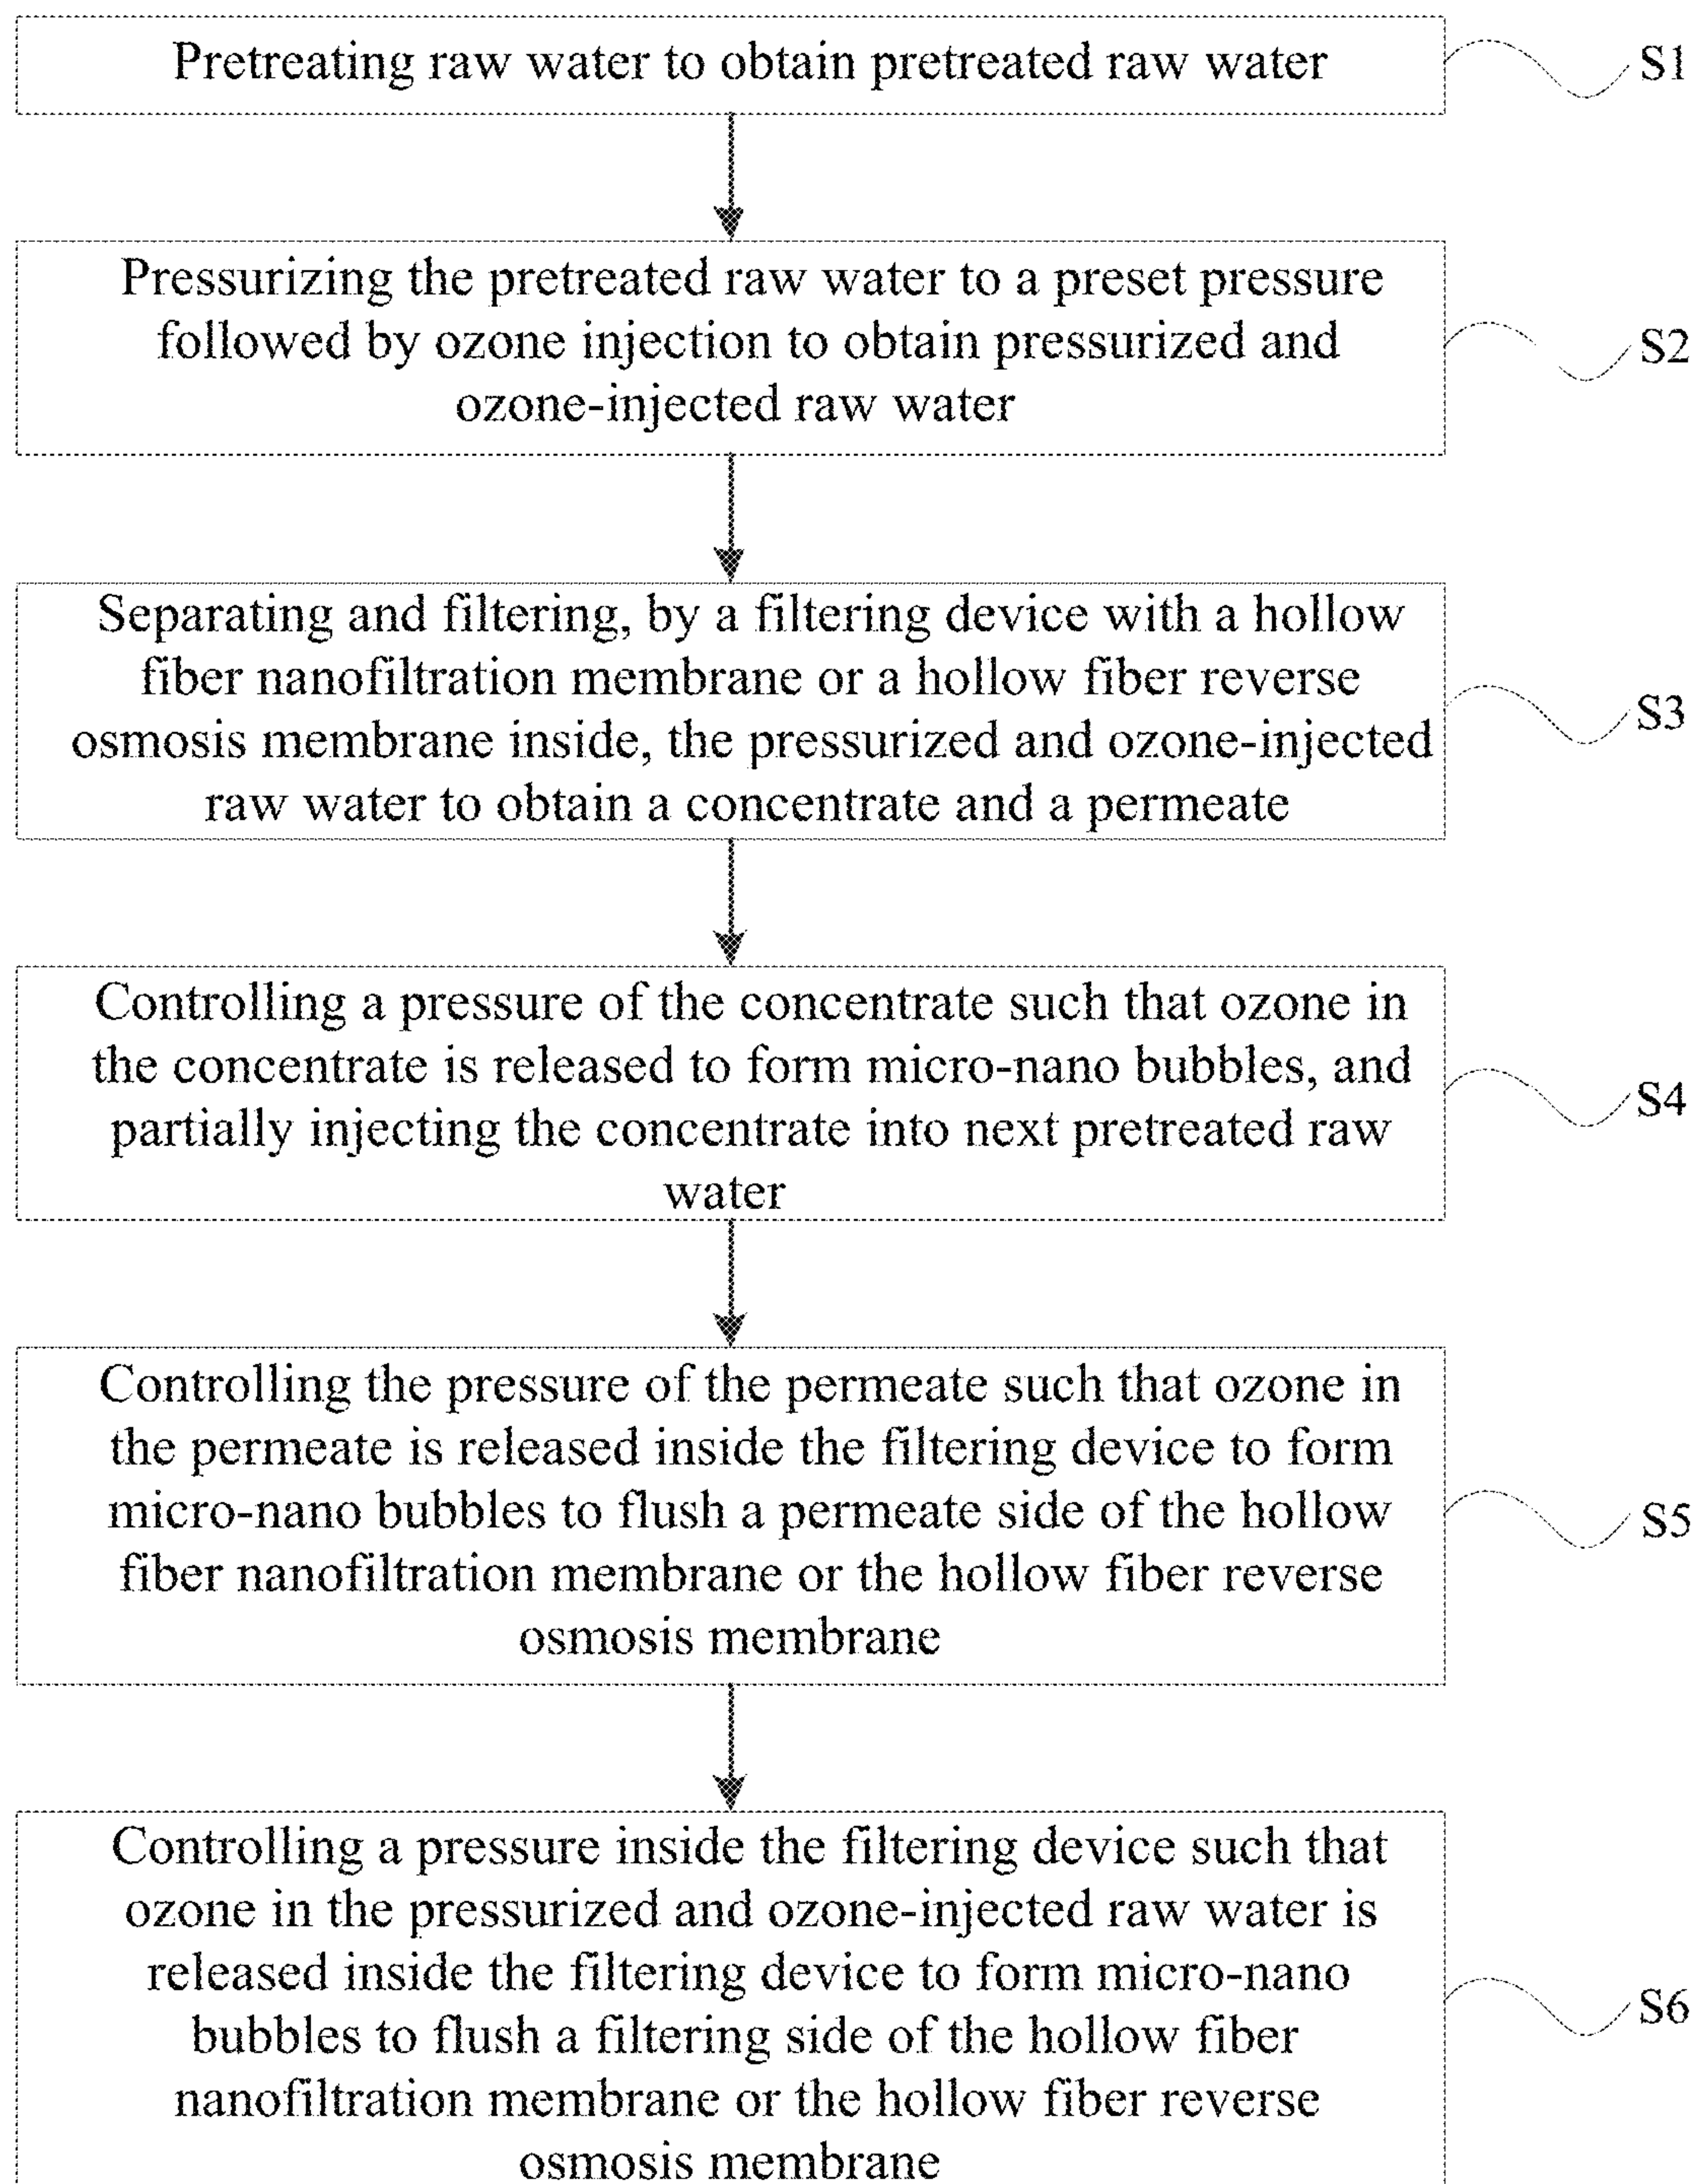 Pretreating raw water to obtain pretreated raw water
S1
Pressurizing the pretreated raw water to a preset pressure
followed by ozone injection to obtain pressurized and
ozone-injected raw water
S2
Separating and filtering, by a filtering device with a hollow
fiber nanofiltration membrane or a hollow fiber reverse
osmosis membrane inside, the pressurized and ozone-injected
raw water to obtain a concentrate and a permeate
S3
Controlling a pressure of the concentrate such that ozone in
the concentrate is released to form micro-nano bubbles, and
partially injecting the concentrate into next pretreated raw
water
S4
Controlling the pressure of the permeate such that ozone in
the permeate is released inside the filtering device to form
micro-nano bubbles to flush a permeate side of the hollow
fiber nanofiltration membrane or the hollow fiber reverse
osmosis membrane
S5
Controlling a pressure inside the filtering device such that
ozone in the pressurized and ozone-injected raw water is
released inside the filtering device to form micro-nano
bubbles to flush a filtering side of the hollow fiber
nanofiltration membrane or the hollow fiber reverse
osmosis membrane
S6